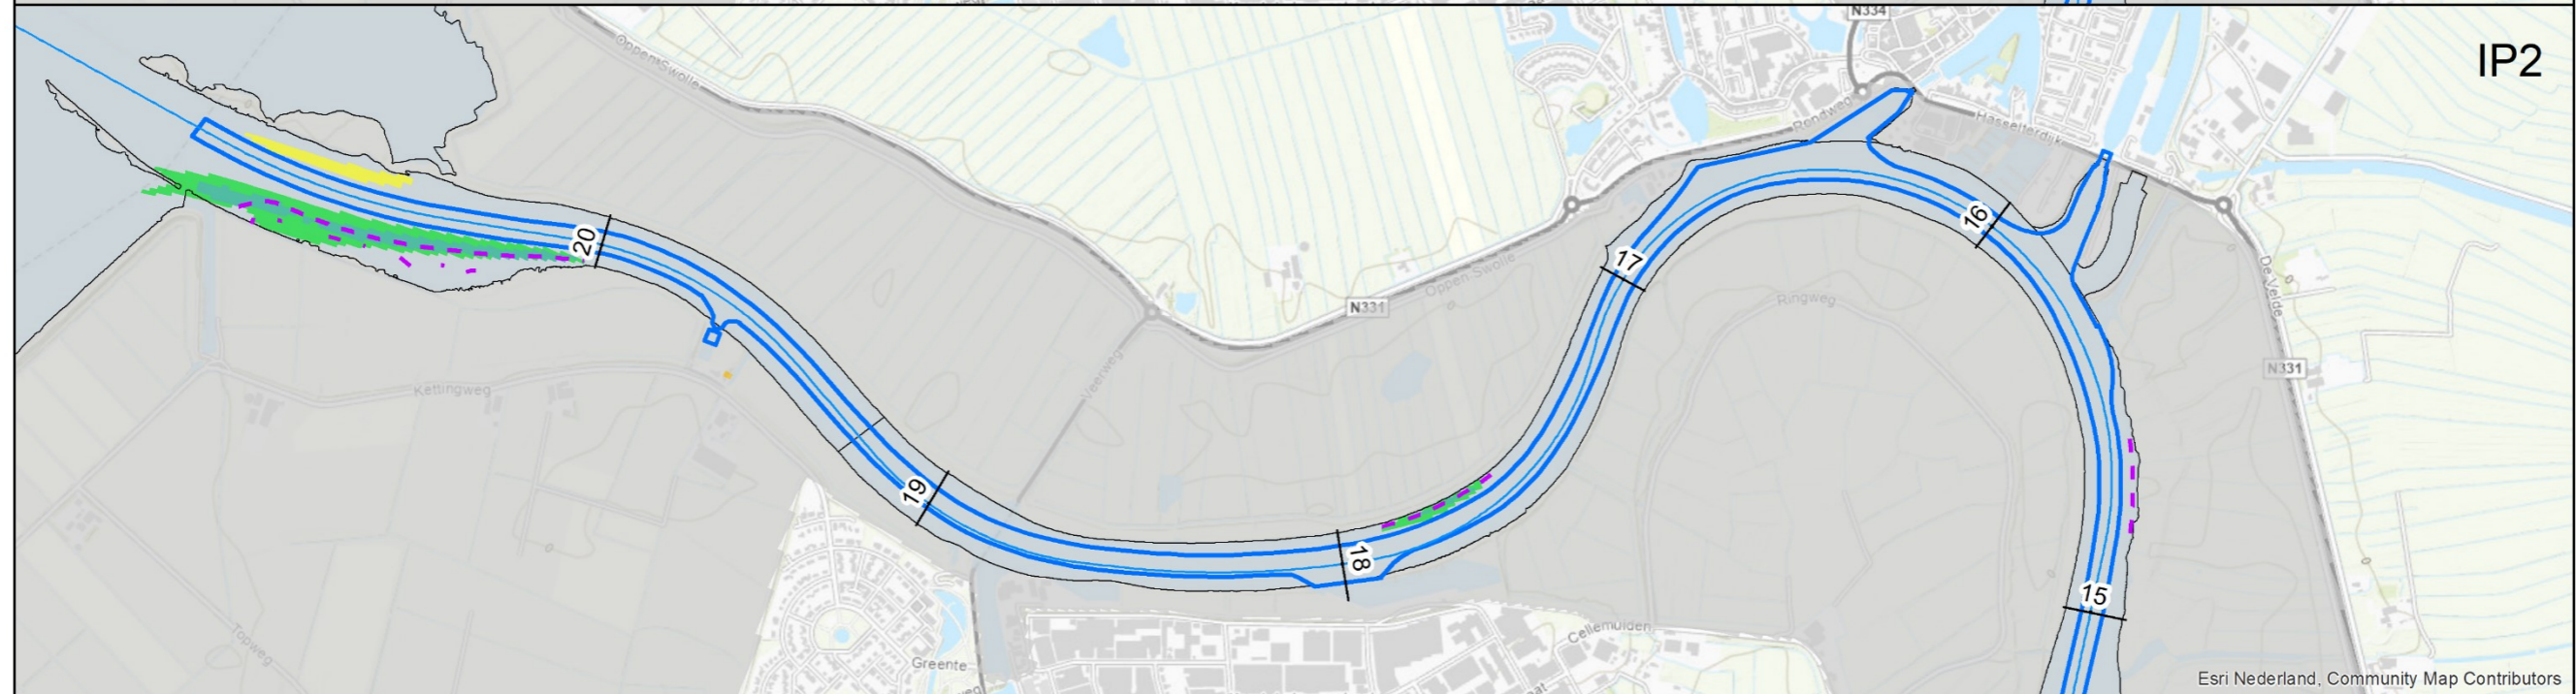 N334
Oppen Swolle
IP2
Rondweg
Hasselterdijk
16
20
17
De Velde
Oppen Swolle
Ringweg
N331
Veerweg
N331
Kettingweg
19
18
15
Topweg
Cellemuiden
Greente
Esri Nederland, Community Map Contributors